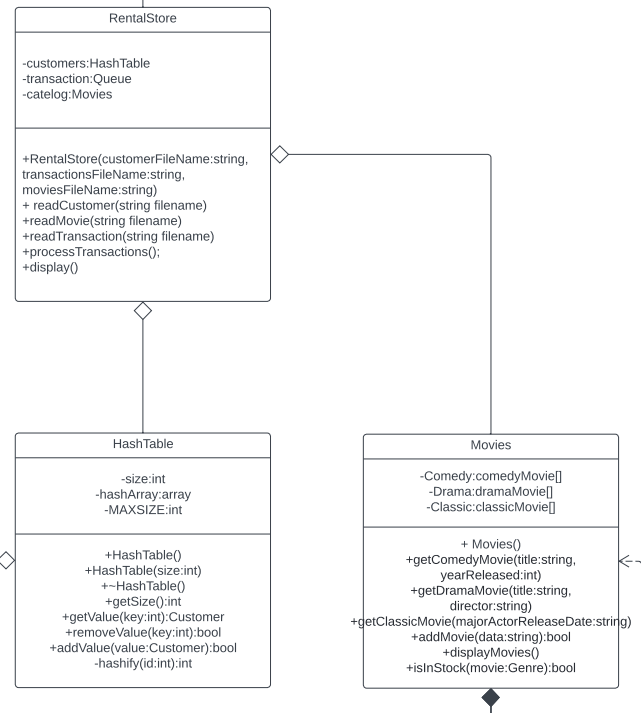 RentalStore
-customers:HashTable
-transaction:Queue
-catelog:Movies
+RentalStore(customerFileName:string,
transactionsFileName:string,
moviesFileName:string)
+ readCustomer(string filename)
+readMovie(string filename)
+readTransaction(string filename)
+processTransactions();
+display()
HashTable
-size:int
-hashArray:array
-MAXSIZE:int
+HashTable()
+HashTable(size:int)
+~HashTable()
+getSize():int
+getValue(key:int):Customer
+removeValue(key:int):bool
+addValue(value:Customer):bool
-hashify(id:int):int
Movies
-Comedy:comedyMovie[]
-Drama:dramaMovie[]
-Classic:classicMovie[]
+ Movies()
+getComedyMovie(title:string,
yearReleased:int)
+getDramaMovie(title:string,
director:string)
+getClassicMovie(majorActorReleaseDate:string)
+addMovie(data:string):bool
+displayMovies()
+isInStock(movie:Genre):bool